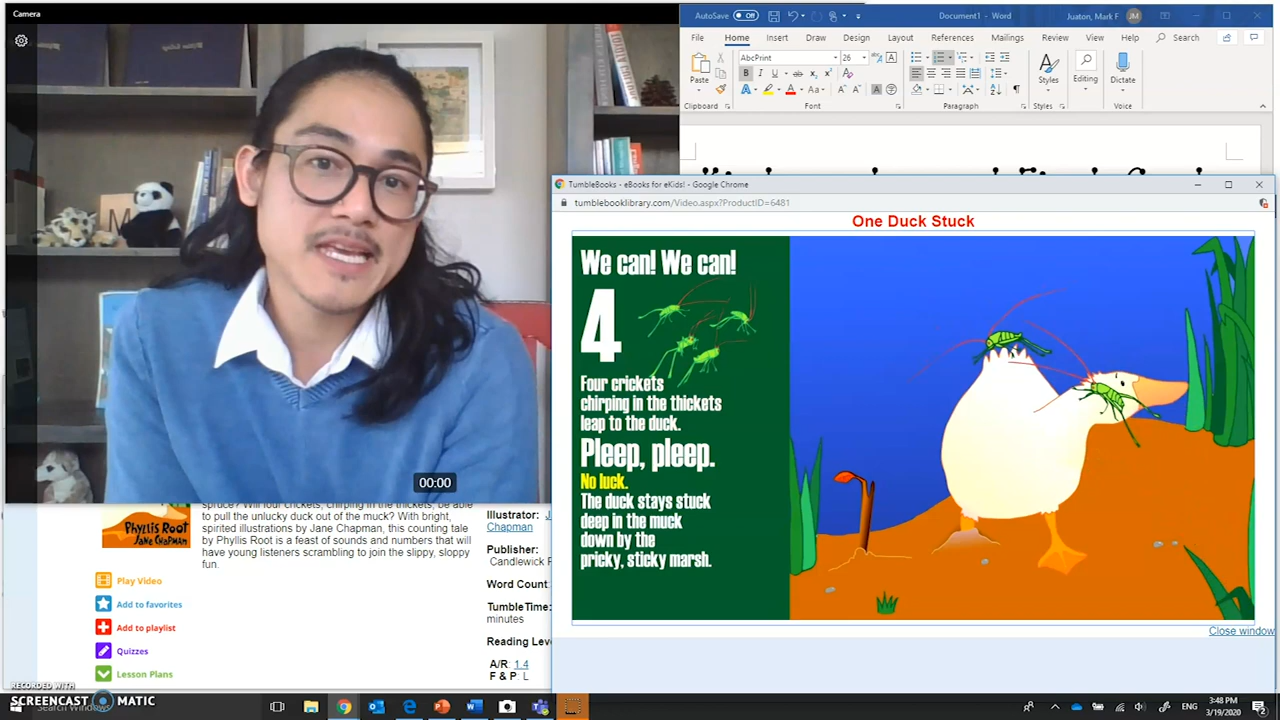 Camera
AutoSave Off
Document1 - Word
Juaton, Mark F
JM
File Home Insert Draw Design Layout References Mailings Review View Help Search
Paste
AbcPrint
26
Styles
Editing
Dictate
Clipboard
Font
Paragraph
Styles
Voice
TumbleBooks - eBooks for eKids! - Google Chrome
tumblebooklibrary.com/Video.aspx?ProductID=6481
One Duck Stuck
We can! We can!
4
Four crickets
chirping in the thickets
leap to the duck.
Pleep, pleep.
No luck.
The duck stays stuck
deep in the muck
down by the
pricky, sticky marsh.
Close window
00:00
PHYLLIS ROOT
JANE CHAPMAN
spruce? Will four crickets, chirping in the thickets, be able
to pull the unlucky duck out of the muck? With bright,
spirited illustrations by Jane Chapman, this counting tale
by Phyllis Root is a feast of sounds and numbers that will
have young listeners scrambling to join the slippy, sloppy
fun.
Play Video
Add to favorites
Add to playlist
Quizzes
Lesson Plans
Illustrator:
Chapman
Publisher:
Candlewick
Word Count
TumbleTime:
minutes
Reading
A/R: 1.4
F & P: L
RECORDED WITH
SCREENCAST MATIC
Search Windows
ENG
3:48 PM
3/19/2020